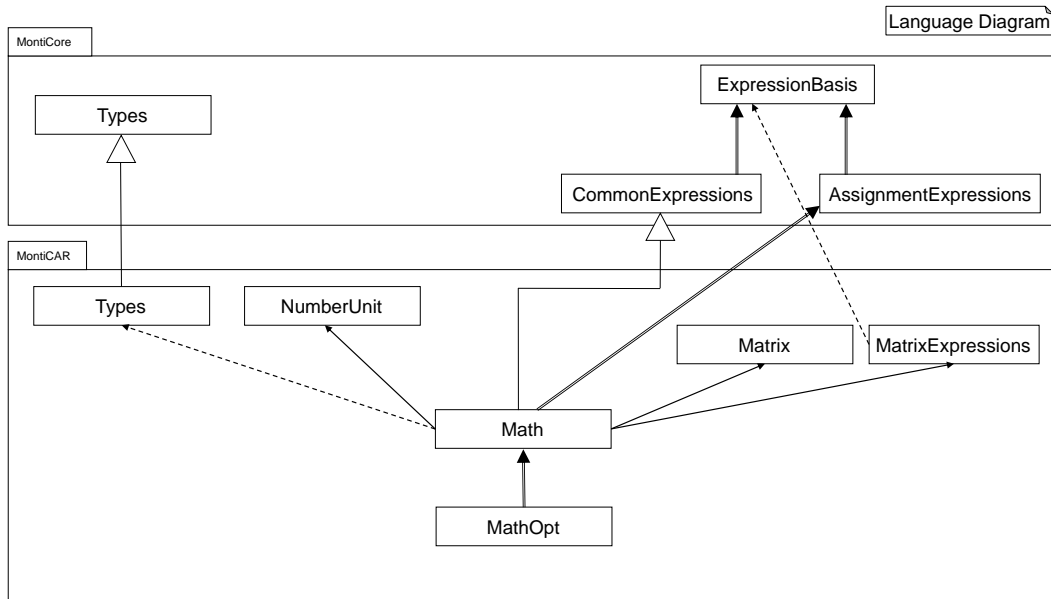 Language Diagram
MontiCore
ExpressionBasis
Types
CommonExpressions
AssignmentExpressions
MontiCAR
Types
NumberUnit
Matrix
MatrixExpressions
Math
MathOpt